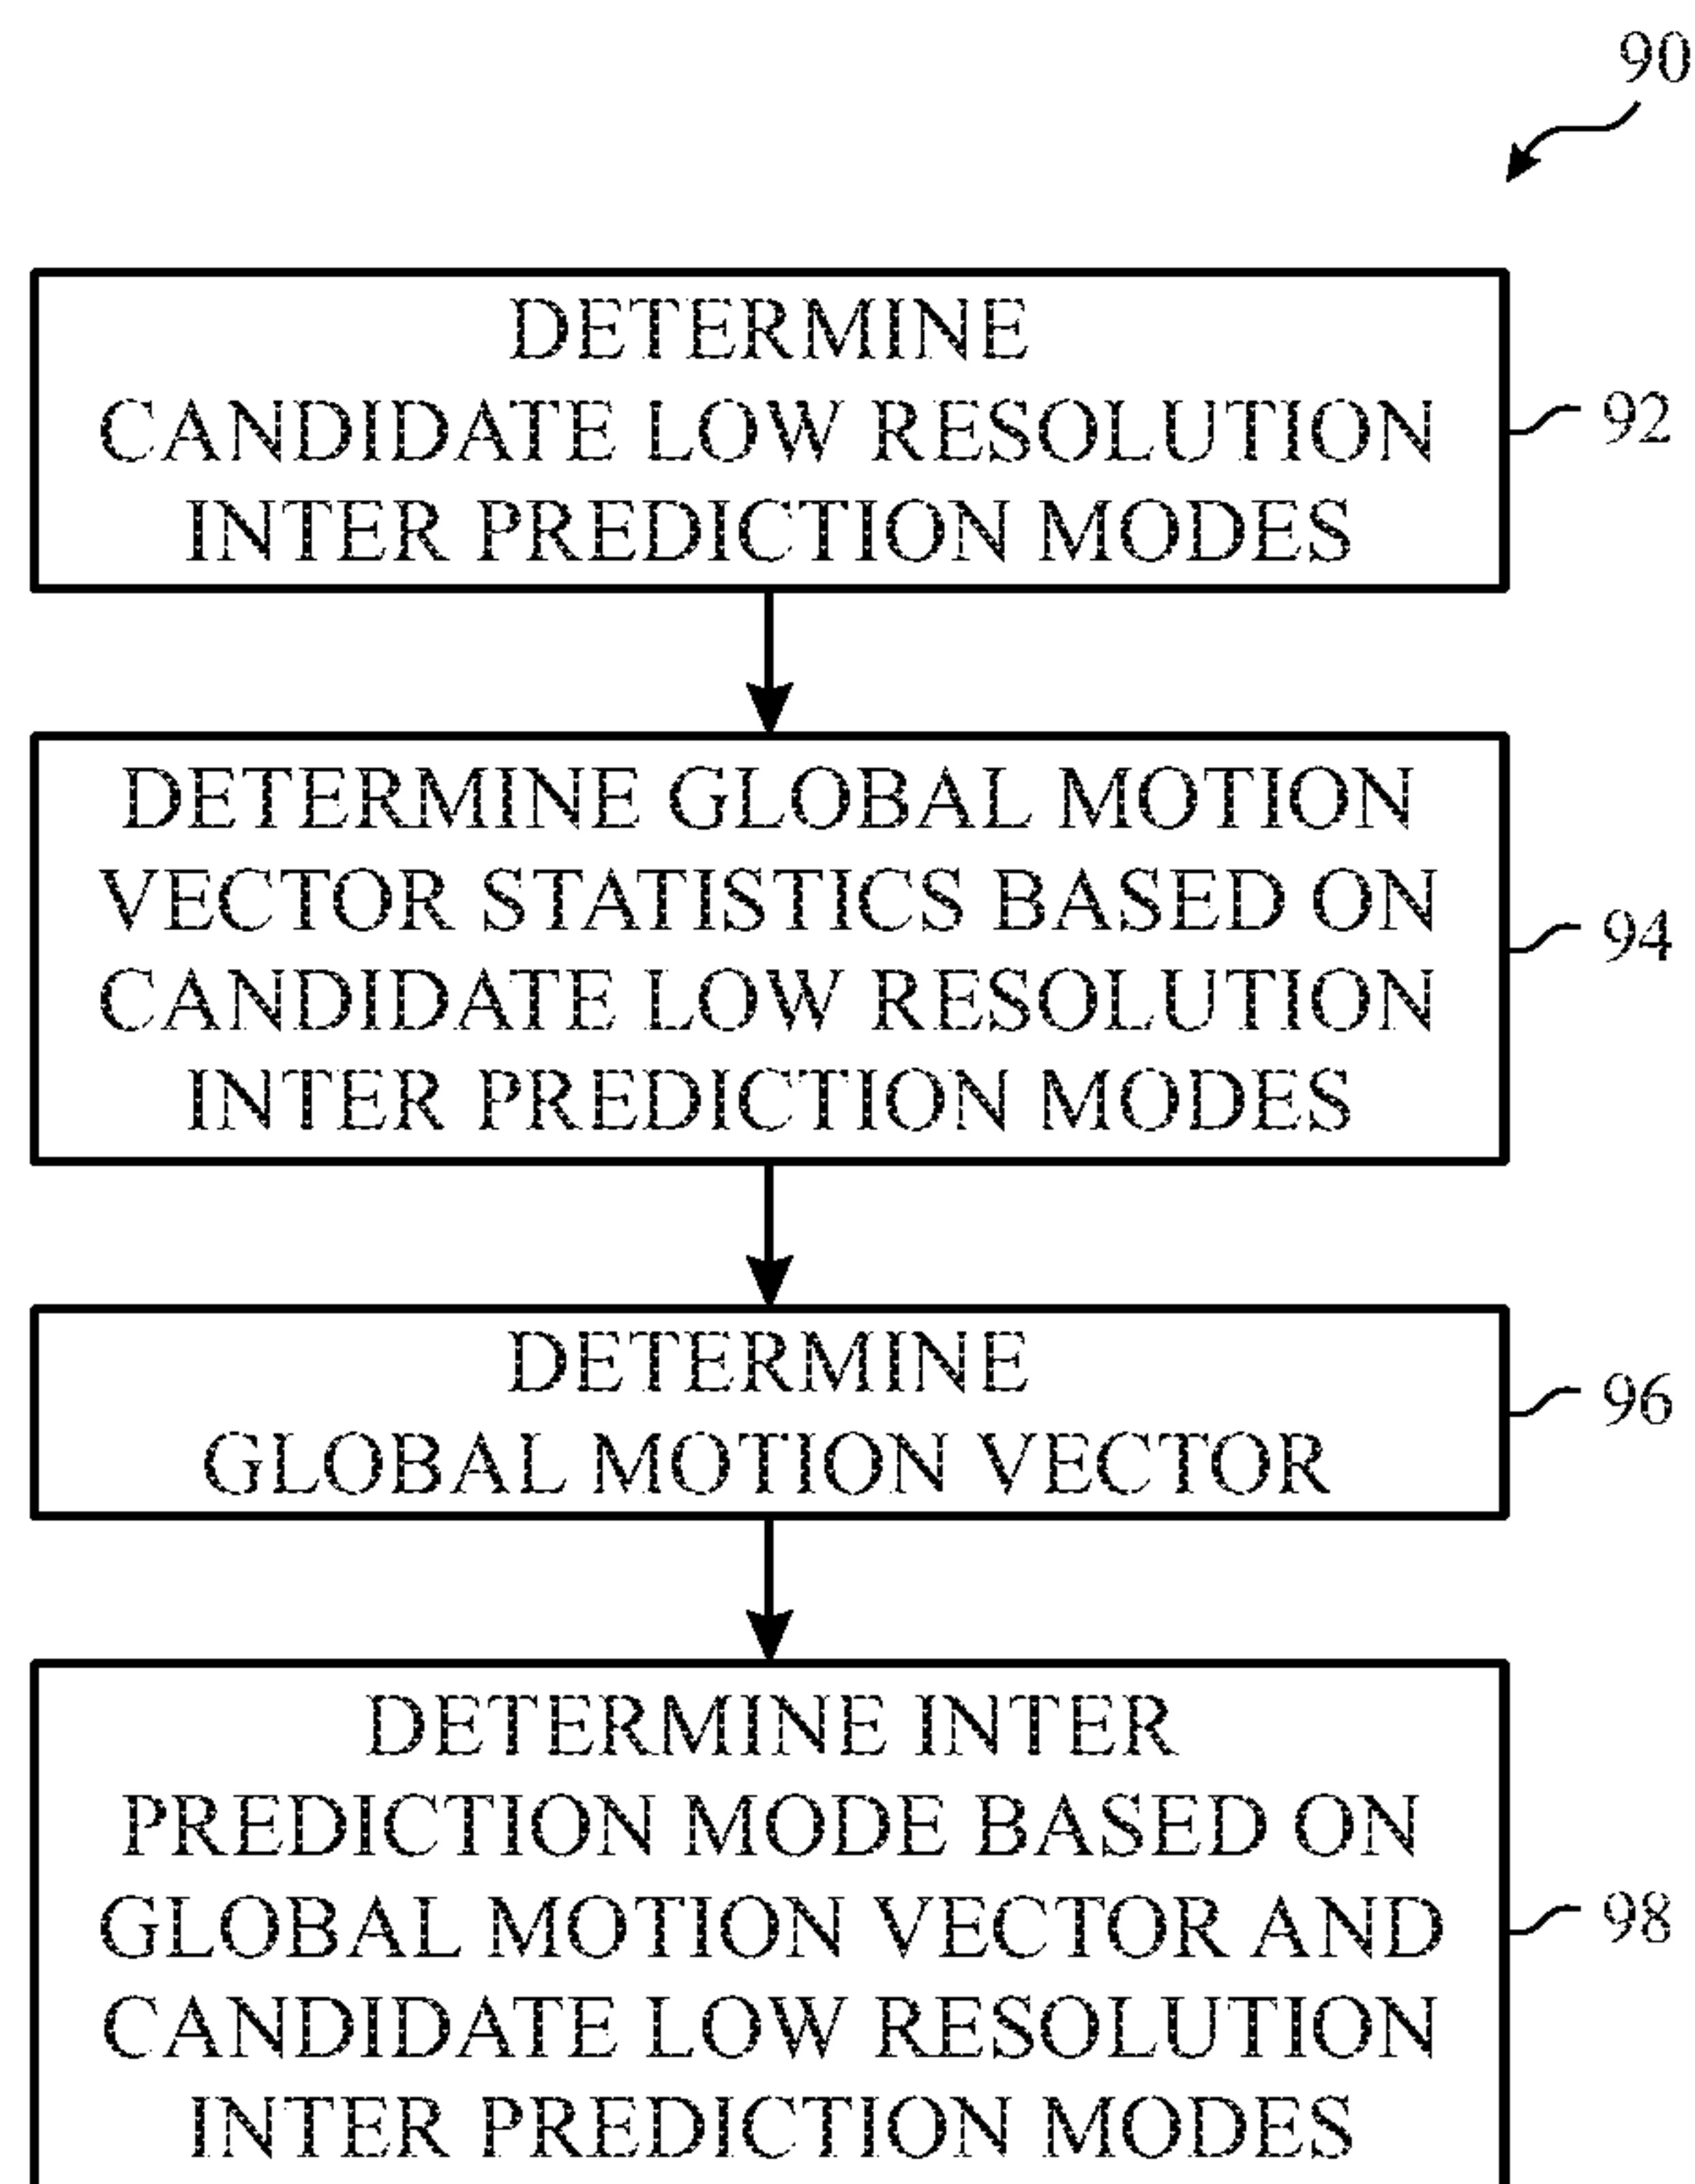 90
DETERMINE
CANDIDATE LOW RESOLUTION
INTER PREDICTION MODES
92
DETERMINE GLOBAL MOTION
VECTOR STATISTICS BASED ON
CANDIDATE LOW RESOLUTION
INTER PREDICTION MODES
94
DETERMINE
GLOBAL MOTION VECTOR
96
DETERMINE INTER
PREDICTION MODE BASED ON
GLOBAL MOTION VECTOR AND
CANDIDATE LOW RESOLUTION
INTER PREDICTION MODES
98